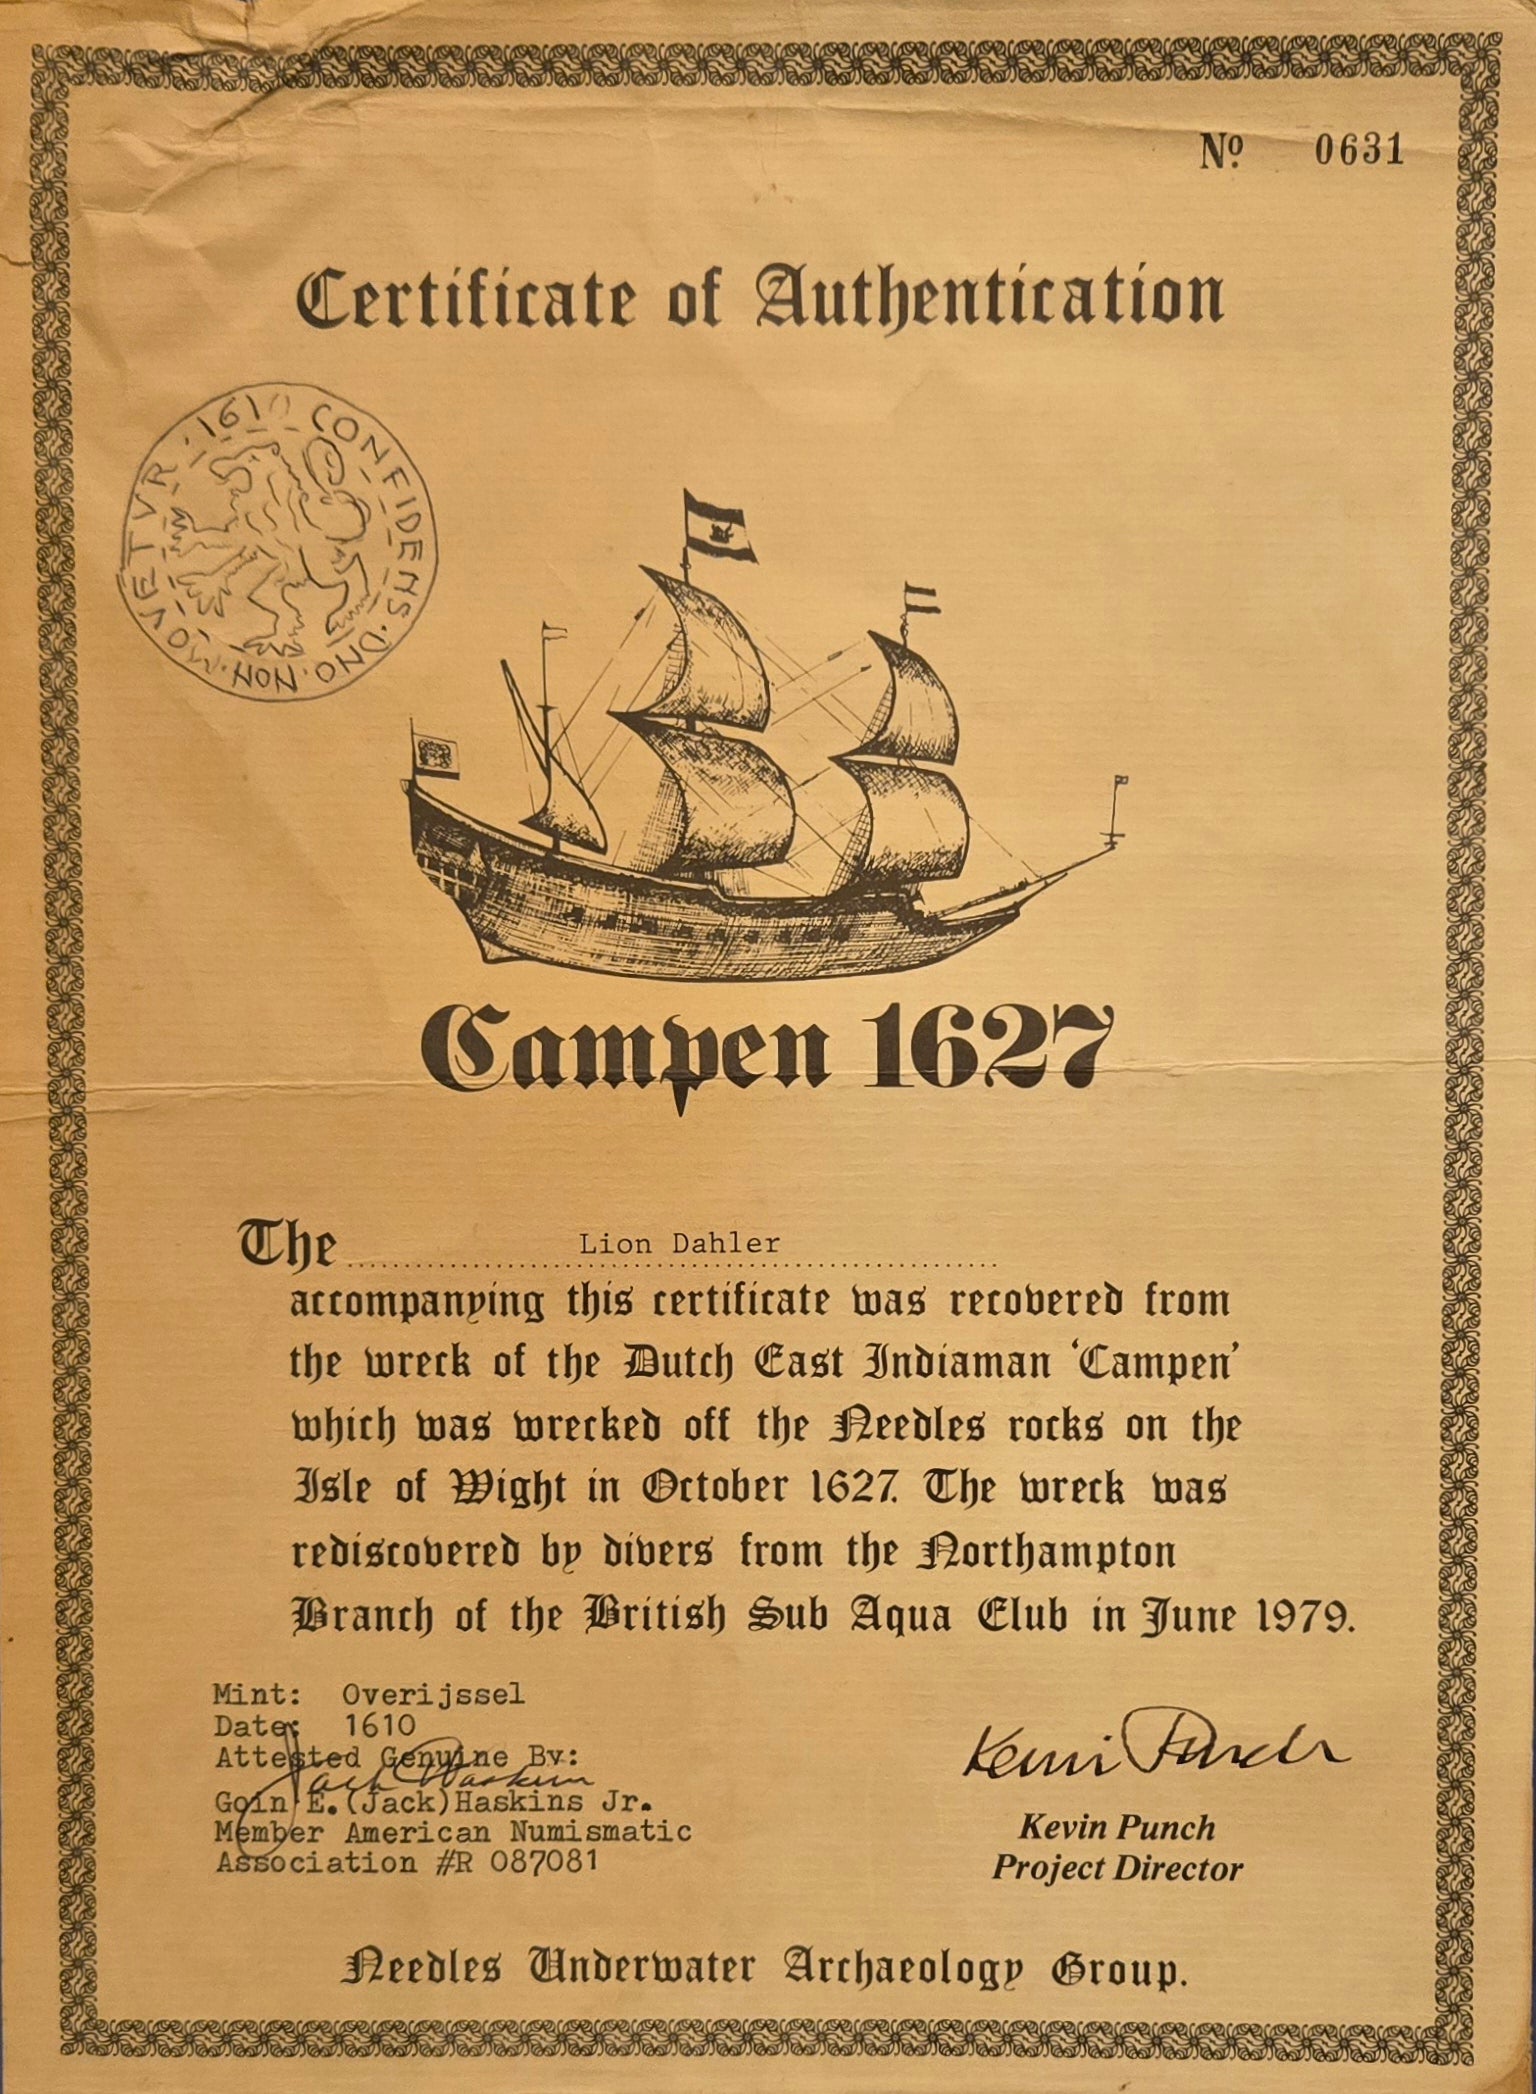 Nº 0631
Certificate of Authentication
·1610 CONFIDENS·DNO·NON·MOVETVR·
Campen 1627
The Lion Dahler
accompanying this certificate was recovered from
the wreck of the Dutch East Indiaman ‘Campen’
which was wrecked off the Needles rocks on the
Isle of Wight in October 1627. The wreck was
rediscovered by divers from the Northampton
Branch of the British Sub Aqua Club in June 1979.
Mint: Overijssel
Date: 1610
Attested Genuine By:
Jack Haskins
Goin E.(Jack)Haskins Jr.
Member American Numismatic
Association #R 087081
Kevin Punch
Kevin Punch
Project Director
Needles Underwater Archaeology Group.